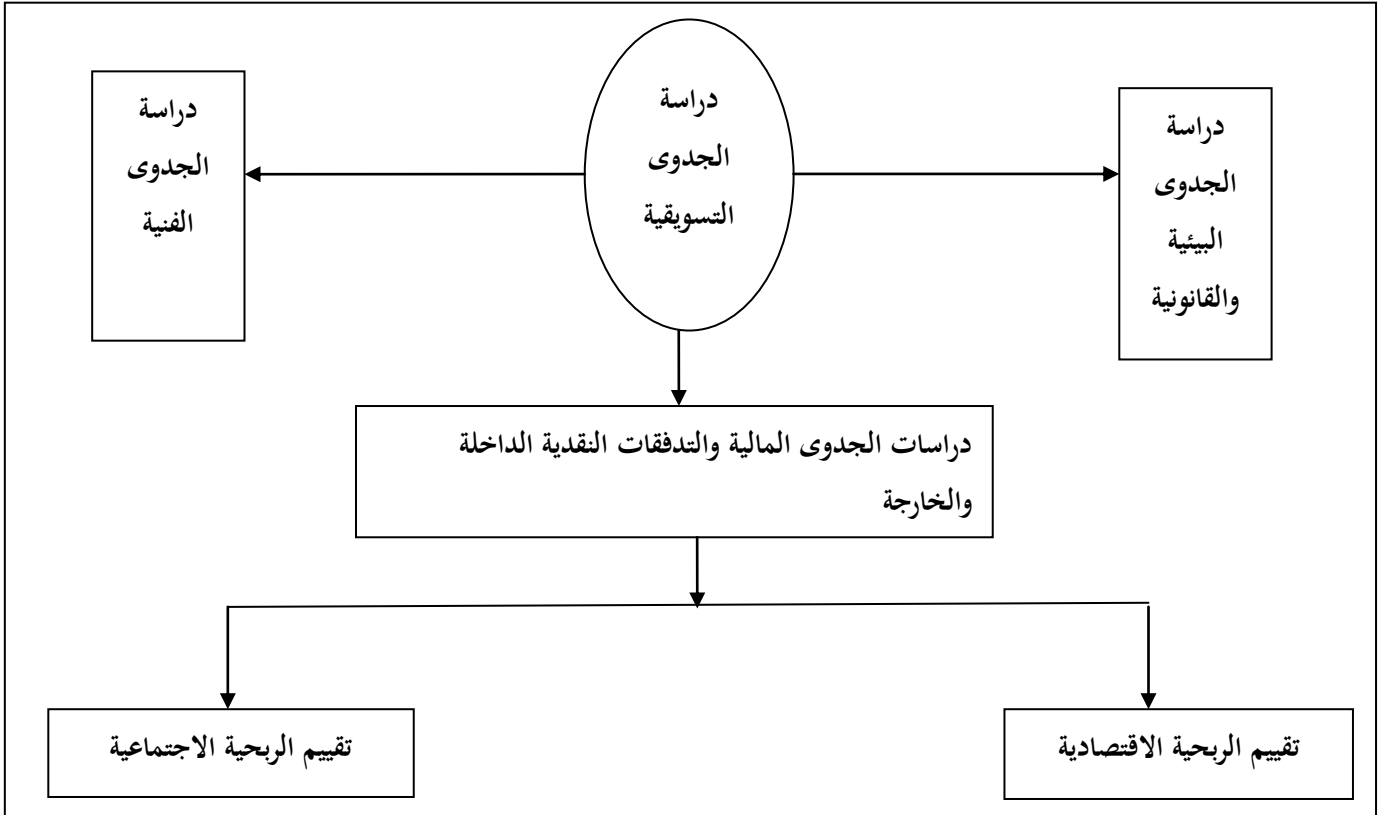 دراسة
الجدوى
البيئية
والقانونية
دراسة
الجدوى
التسويقية
دراسة
الجدوى
الفنية
دراسات الجدوى المالية والتدفقات النقدية الداخلة
والخارجة
تقييم الربحية الاقتصادية
تقييم الربحية الاجتماعية